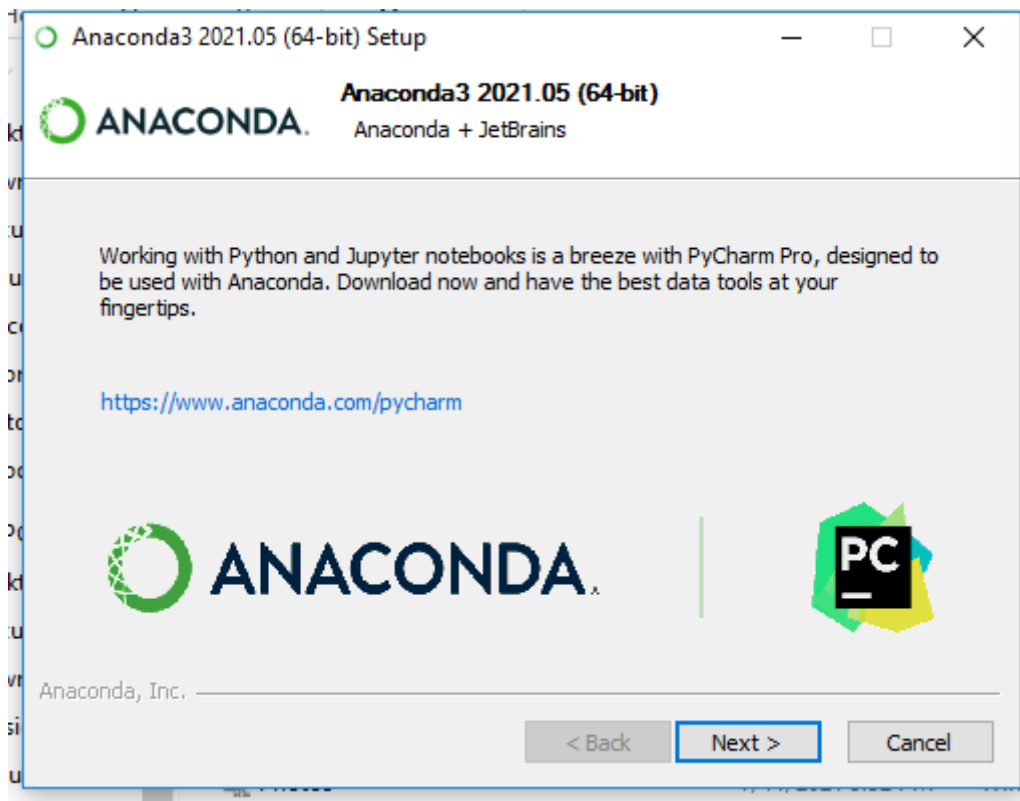 Anaconda3 2021.05 (64-bit) Setup
ANACONDA.
Anaconda3 2021.05 (64-bit)
Anaconda + JetBrains
Working with Python and Jupyter notebooks is a breeze with PyCharm Pro, designed to
be used with Anaconda. Download now and have the best data tools at your
fingertips.
https://www.anaconda.com/pycharm
ANACONDA.
PC
Anaconda, Inc.
< Back
Next >
Cancel